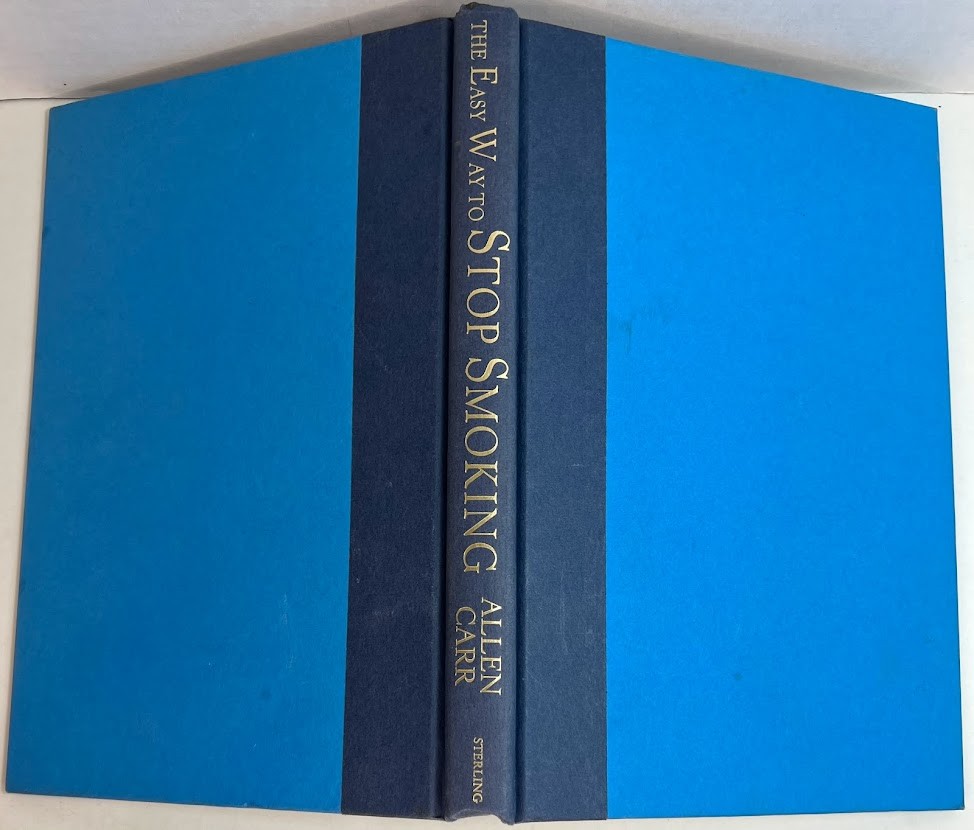 THE EASY WAY TO STOP SMOKING
ALLEN
CARR
STERLING